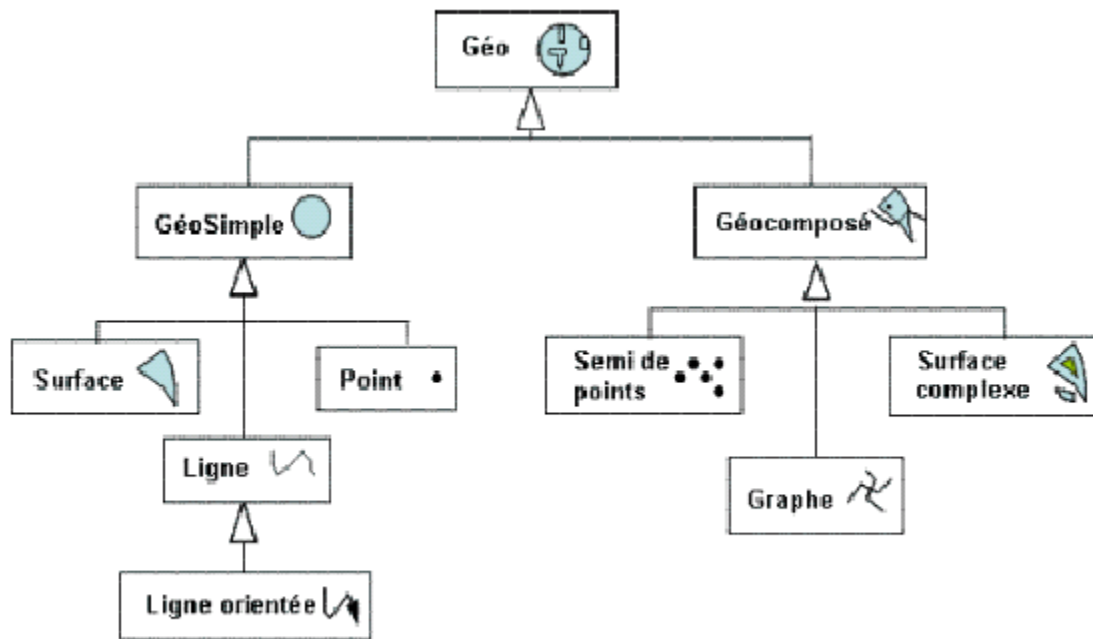 Géo
GéoSimple
Géocomposé
Surface
Point
Semi de
points
Surface
complexe
Ligne
Graphe
Ligne orientée